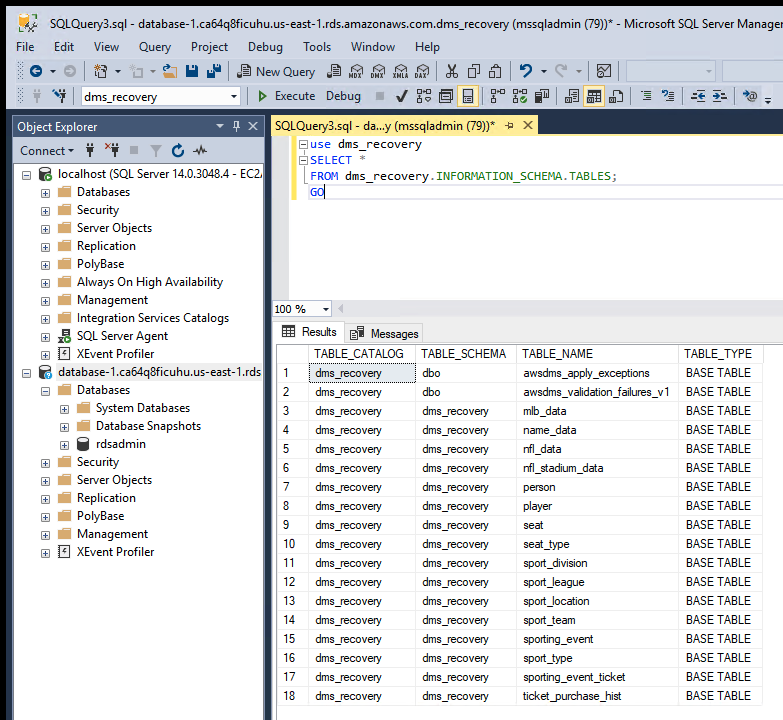 SQLQuery3.sql - database-1.ca64q8ficuhu.us-east-1.rds.amazonaws.com.dms_recovery (mssqladmin (79))* - Microsoft SQL Server Manage
File Edit View Query Project Debug Tools Window Help
New Query MDX DMX XMLA DAX
dms_recovery Execute Debug
Object Explorer
SQLQuery3.sql - da...y (mssqladmin (79))*
Connect
localhost (SQL Server 14.0.3048.4 - EC2A
Databases
Security
Server Objects
Replication
PolyBase
Always On High Availability
Management
Integration Services Catalogs
SQL Server Agent
XEvent Profiler
database-1.ca64q8ficuhu.us-east-1.rds
Databases
System Databases
Database Snapshots
rdsadmin
Security
Server Objects
Replication
PolyBase
Management
XEvent Profiler
use dms_recovery
SELECT *
FROM dms_recovery.INFORMATION_SCHEMA.TABLES;
GO
100 %
Results Messages
TABLE_CATALOG TABLE_SCHEMA TABLE_NAME TABLE_TYPE
1 dms_recovery dbo awsdms_apply_exceptions BASE TABLE
2 dms_recovery dbo awsdms_validation_failures_v1 BASE TABLE
3 dms_recovery dms_recovery mlb_data BASE TABLE
4 dms_recovery dms_recovery name_data BASE TABLE
5 dms_recovery dms_recovery nfl_data BASE TABLE
6 dms_recovery dms_recovery nfl_stadium_data BASE TABLE
7 dms_recovery dms_recovery person BASE TABLE
8 dms_recovery dms_recovery player BASE TABLE
9 dms_recovery dms_recovery seat BASE TABLE
10 dms_recovery dms_recovery seat_type BASE TABLE
11 dms_recovery dms_recovery sport_division BASE TABLE
12 dms_recovery dms_recovery sport_league BASE TABLE
13 dms_recovery dms_recovery sport_location BASE TABLE
14 dms_recovery dms_recovery sport_team BASE TABLE
15 dms_recovery dms_recovery sporting_event BASE TABLE
16 dms_recovery dms_recovery sport_type BASE TABLE
17 dms_recovery dms_recovery sporting_event_ticket BASE TABLE
18 dms_recovery dms_recovery ticket_purchase_hist BASE TABLE